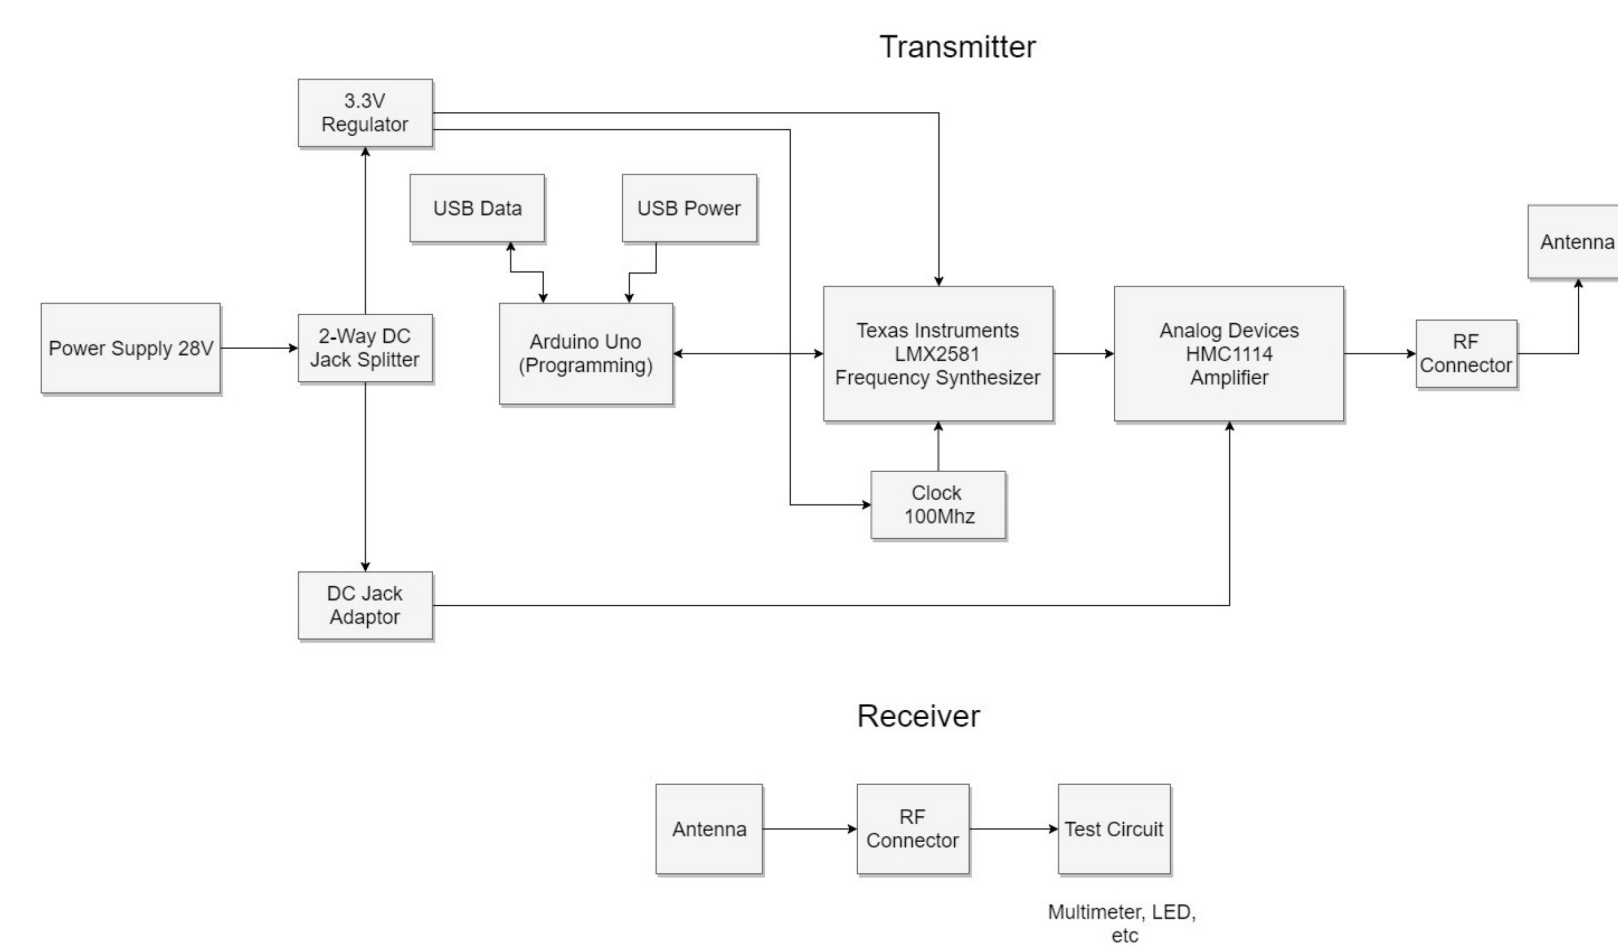 Transmitter
3.3V
Regulator
USB Data
USB Power
Antenna
Power Supply 28V
2-Way DC
Jack Splitter
Arduino Uno
(Programming)
Texas Instruments
LMX2581
Frequency Synthesizer
Analog Devices
HMC1114
Amplifier
RF
Connector
Clock
100Mhz
DC Jack
Adaptor
Receiver
Antenna
RF
Connector
Test Circuit
Multimeter, LED,
etc